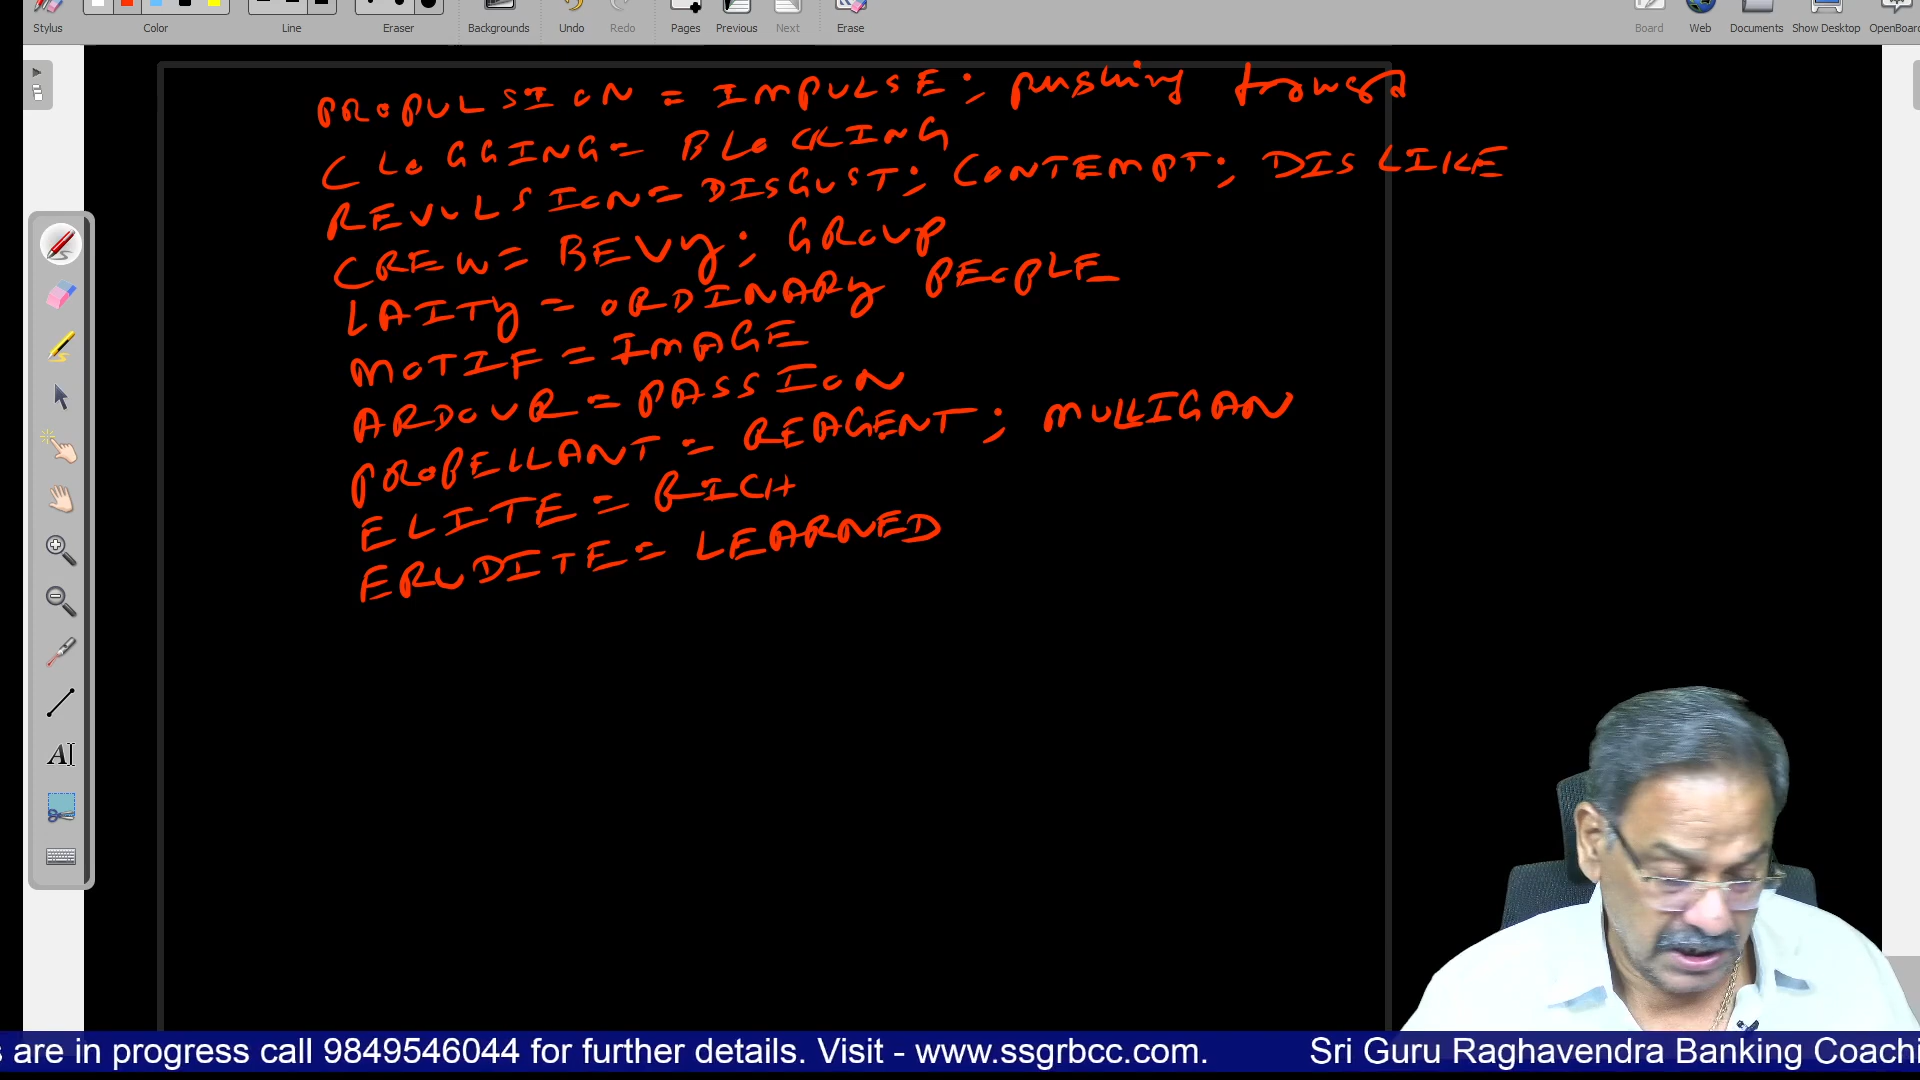 Stylus Color Line Eraser Backgrounds Undo Redo Pages Previous Next Erase Board Web Documents Show Desktop OpenBoard
PROPULSION = IMPULSE; pushing forward
CLOGGING = BLOCKING
REVULSION = DISGUST; CONTEMPT; DISLIKE
CREW = BEVY; GROUP
LAITY = ORDINARY PEOPLE
MOTIF = IMAGE
ARDOUR = PASSION
PROPELLANT = REAGENT; MULLIGAN
ELITE = RICH
ERUDITE = LEARNED
s are in progress call 9849546044 for further details. Visit - www.ssgrbcc.com. Sri Guru Raghavendra Banking Coachi